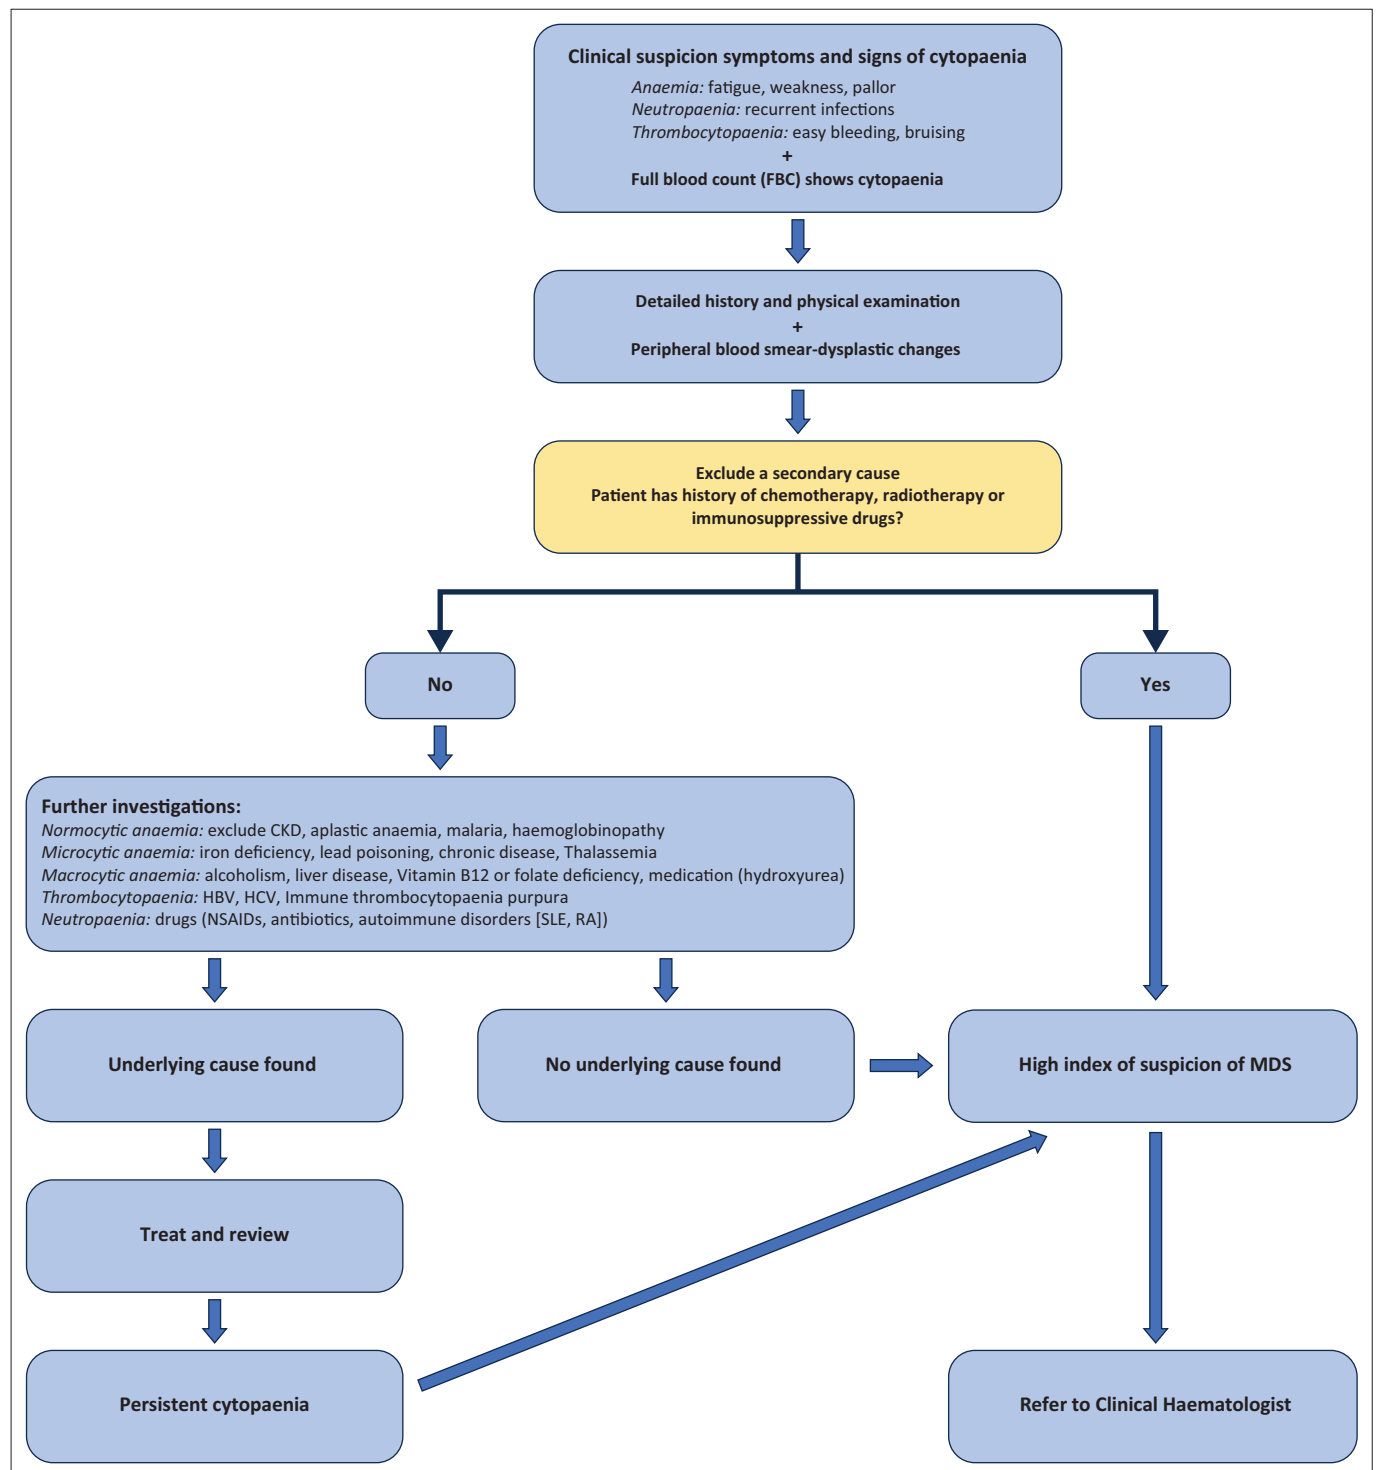 Clinical suspicion symptoms and signs of cytopaenia
Anaemia: fatigue, weakness, pallor
Neutropaenia: recurrent infections
Thrombocytopaenia: easy bleeding, bruising
+
Full blood count (FBC) shows cytopaenia
Detailed history and physical examination
+
Peripheral blood smear-dysplastic changes
Exclude a secondary cause
Patient has history of chemotherapy, radiotherapy or
immunosuppressive drugs?
No
Yes
Further investigations:
Normocytic anaemia: exclude CKD, aplastic anaemia, malaria, haemoglobinopathy
Microcytic anaemia: iron deficiency, lead poisoning, chronic disease, Thalassemia
Macrocytic anaemia: alcoholism, liver disease, Vitamin B12 or folate deficiency, medication (hydroxyurea)
Thrombocytopaenia: HBV, HCV, Immune thrombocytopaenia purpura
Neutropaenia: drugs (NSAIDs, antibiotics, autoimmune disorders [SLE, RA])
Underlying cause found
No underlying cause found
High index of suspicion of MDS
Treat and review
Persistent cytopaenia
Refer to Clinical Haematologist